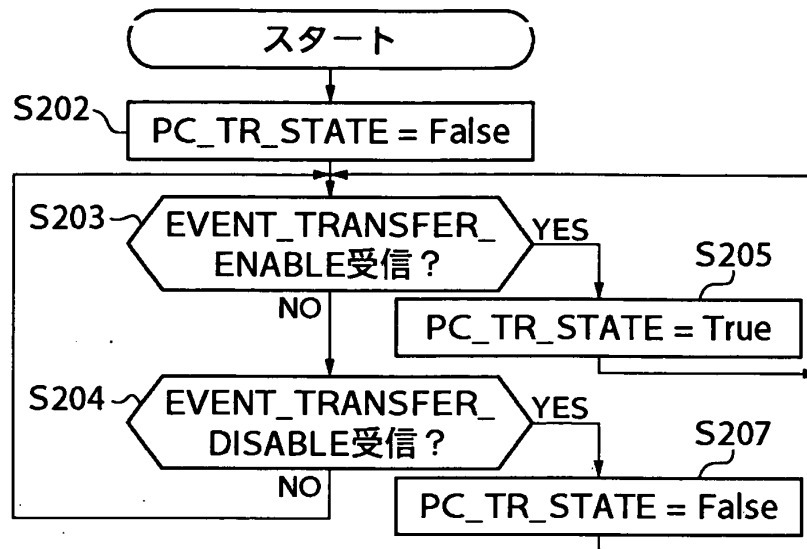 スタート
S202
PC_TR_STATE = False
S203
EVENT_TRANSFER_
ENABLE受信？
YES
NO
S205
PC_TR_STATE = True
S204
EVENT_TRANSFER_
DISABLE受信？
YES
NO
S207
PC_TR_STATE = False